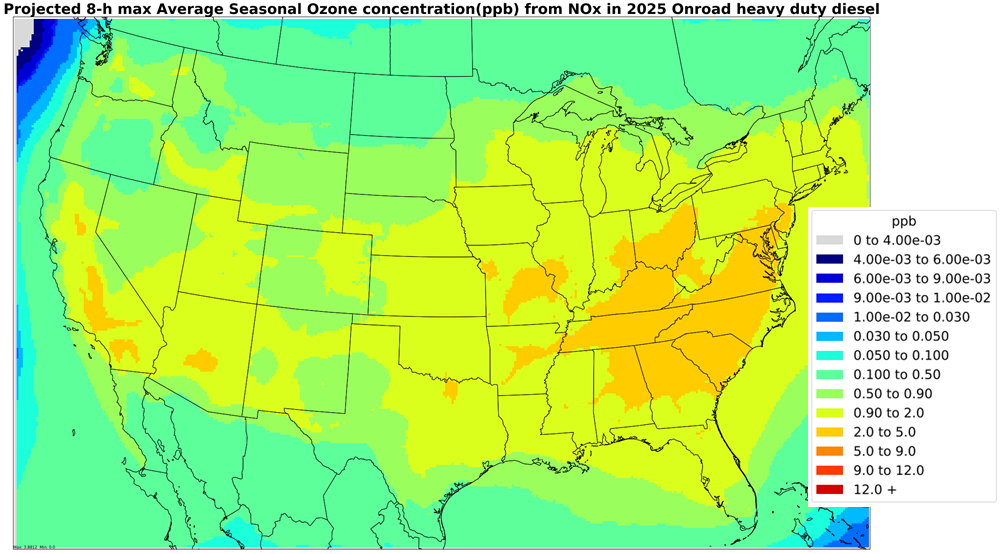 Projected 8-h max Average Seasonal Ozone concentration(ppb) from NOx in 2025 Onroad heavy duty diesel
ppb
0 to 4.00e-03
4.00e-03 to 6.00e-03
6.00e-03 to 9.00e-03
9.00e-03 to 1.00e-02
1.00e-02 to 0.030
0.030 to 0.050
0.050 to 0.100
0.100 to 0.50
0.50 to 0.90
0.90 to 2.0
2.0 to 5.0
5.0 to 9.0
9.0 to 12.0
12.0 +